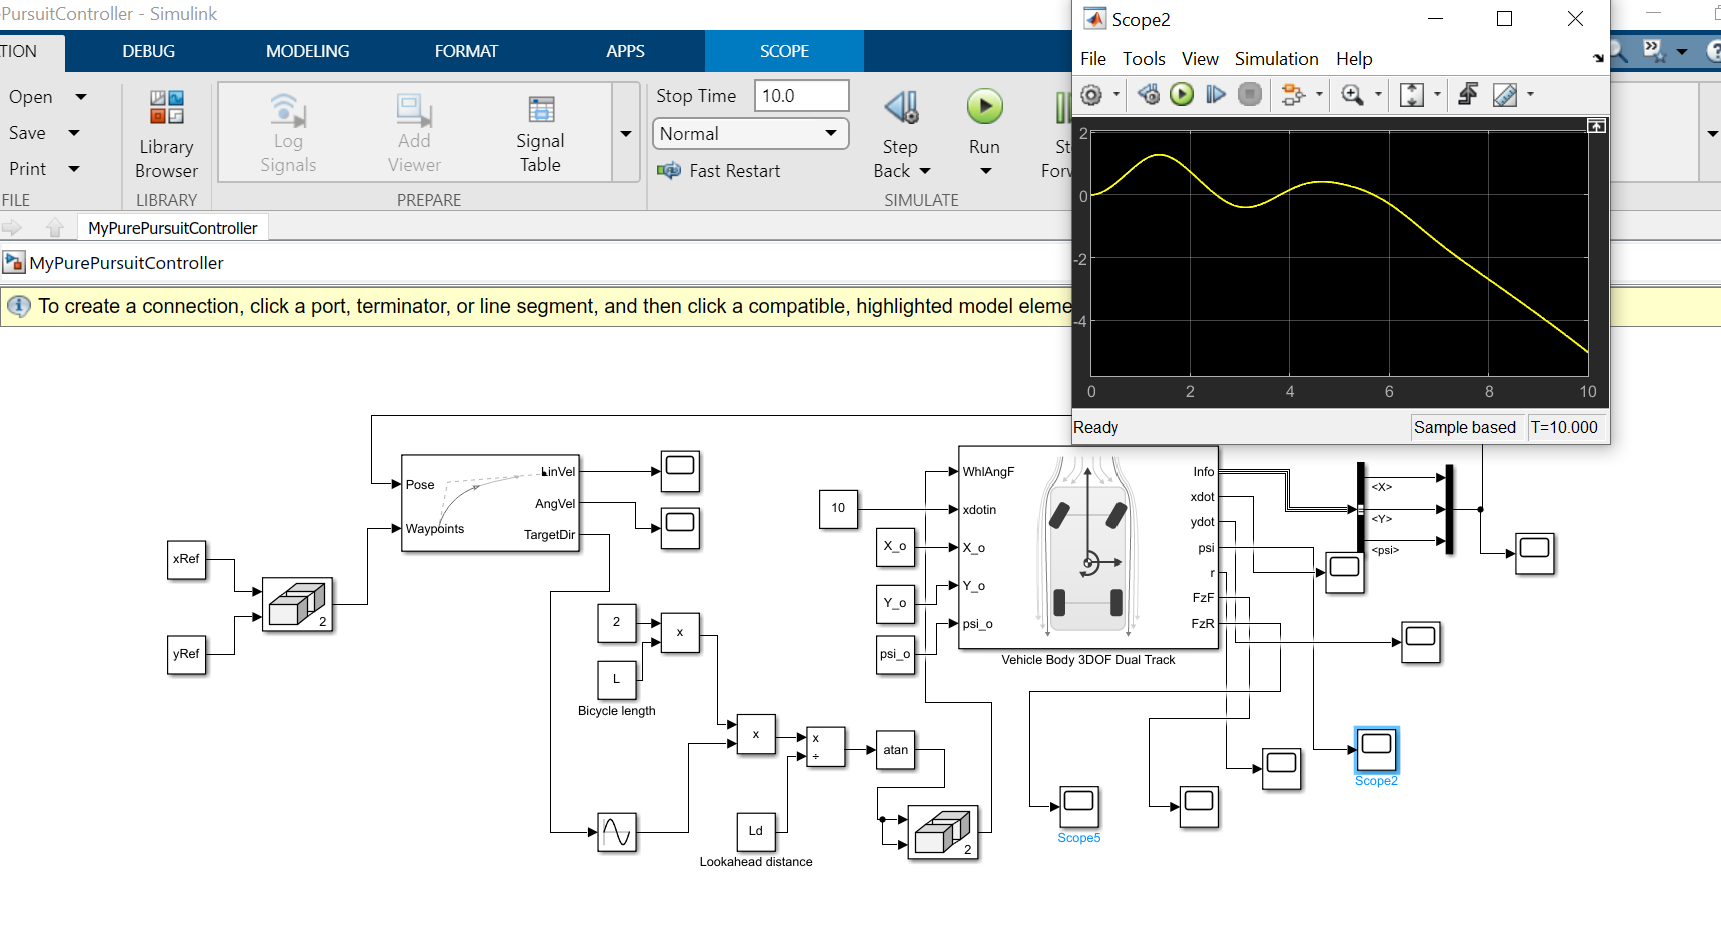 PursuitController - Simulink
TION
DEBUG
MODELING
FORMAT
APPS
SCOPE
Open
Save
Print
FILE
Library
Browser
LIBRARY
Log
Signals
Add
Viewer
Signal
Table
PREPARE
Stop Time
10.0
Normal
Fast Restart
Step
Back
Run
SIMULATE
MyPurePursuitController
MyPurePursuitController
To create a connection, click a port, terminator, or line segment, and then click a compatible, highlighted model eleme
Scope2
File Tools View Simulation Help
2
0
-2
-4
0 2 4 6 8 10
Ready
Sample based
T=10.000
Pose
Waypoints
LinVel
AngVel
TargetDir
xRef
yRef
2
2
L
Bicycle length
x
x
x
÷
atan
Ld
Lookahead distance
2
10
X_o
Y_o
psi_o
WhlAngF
xdotin
X_o
Y_o
psi_o
Info
xdot
ydot
psi
r
FzF
FzR
Vehicle Body 3DOF Dual Track
<X>
<Y>
<psi>
Scope2
Scope5